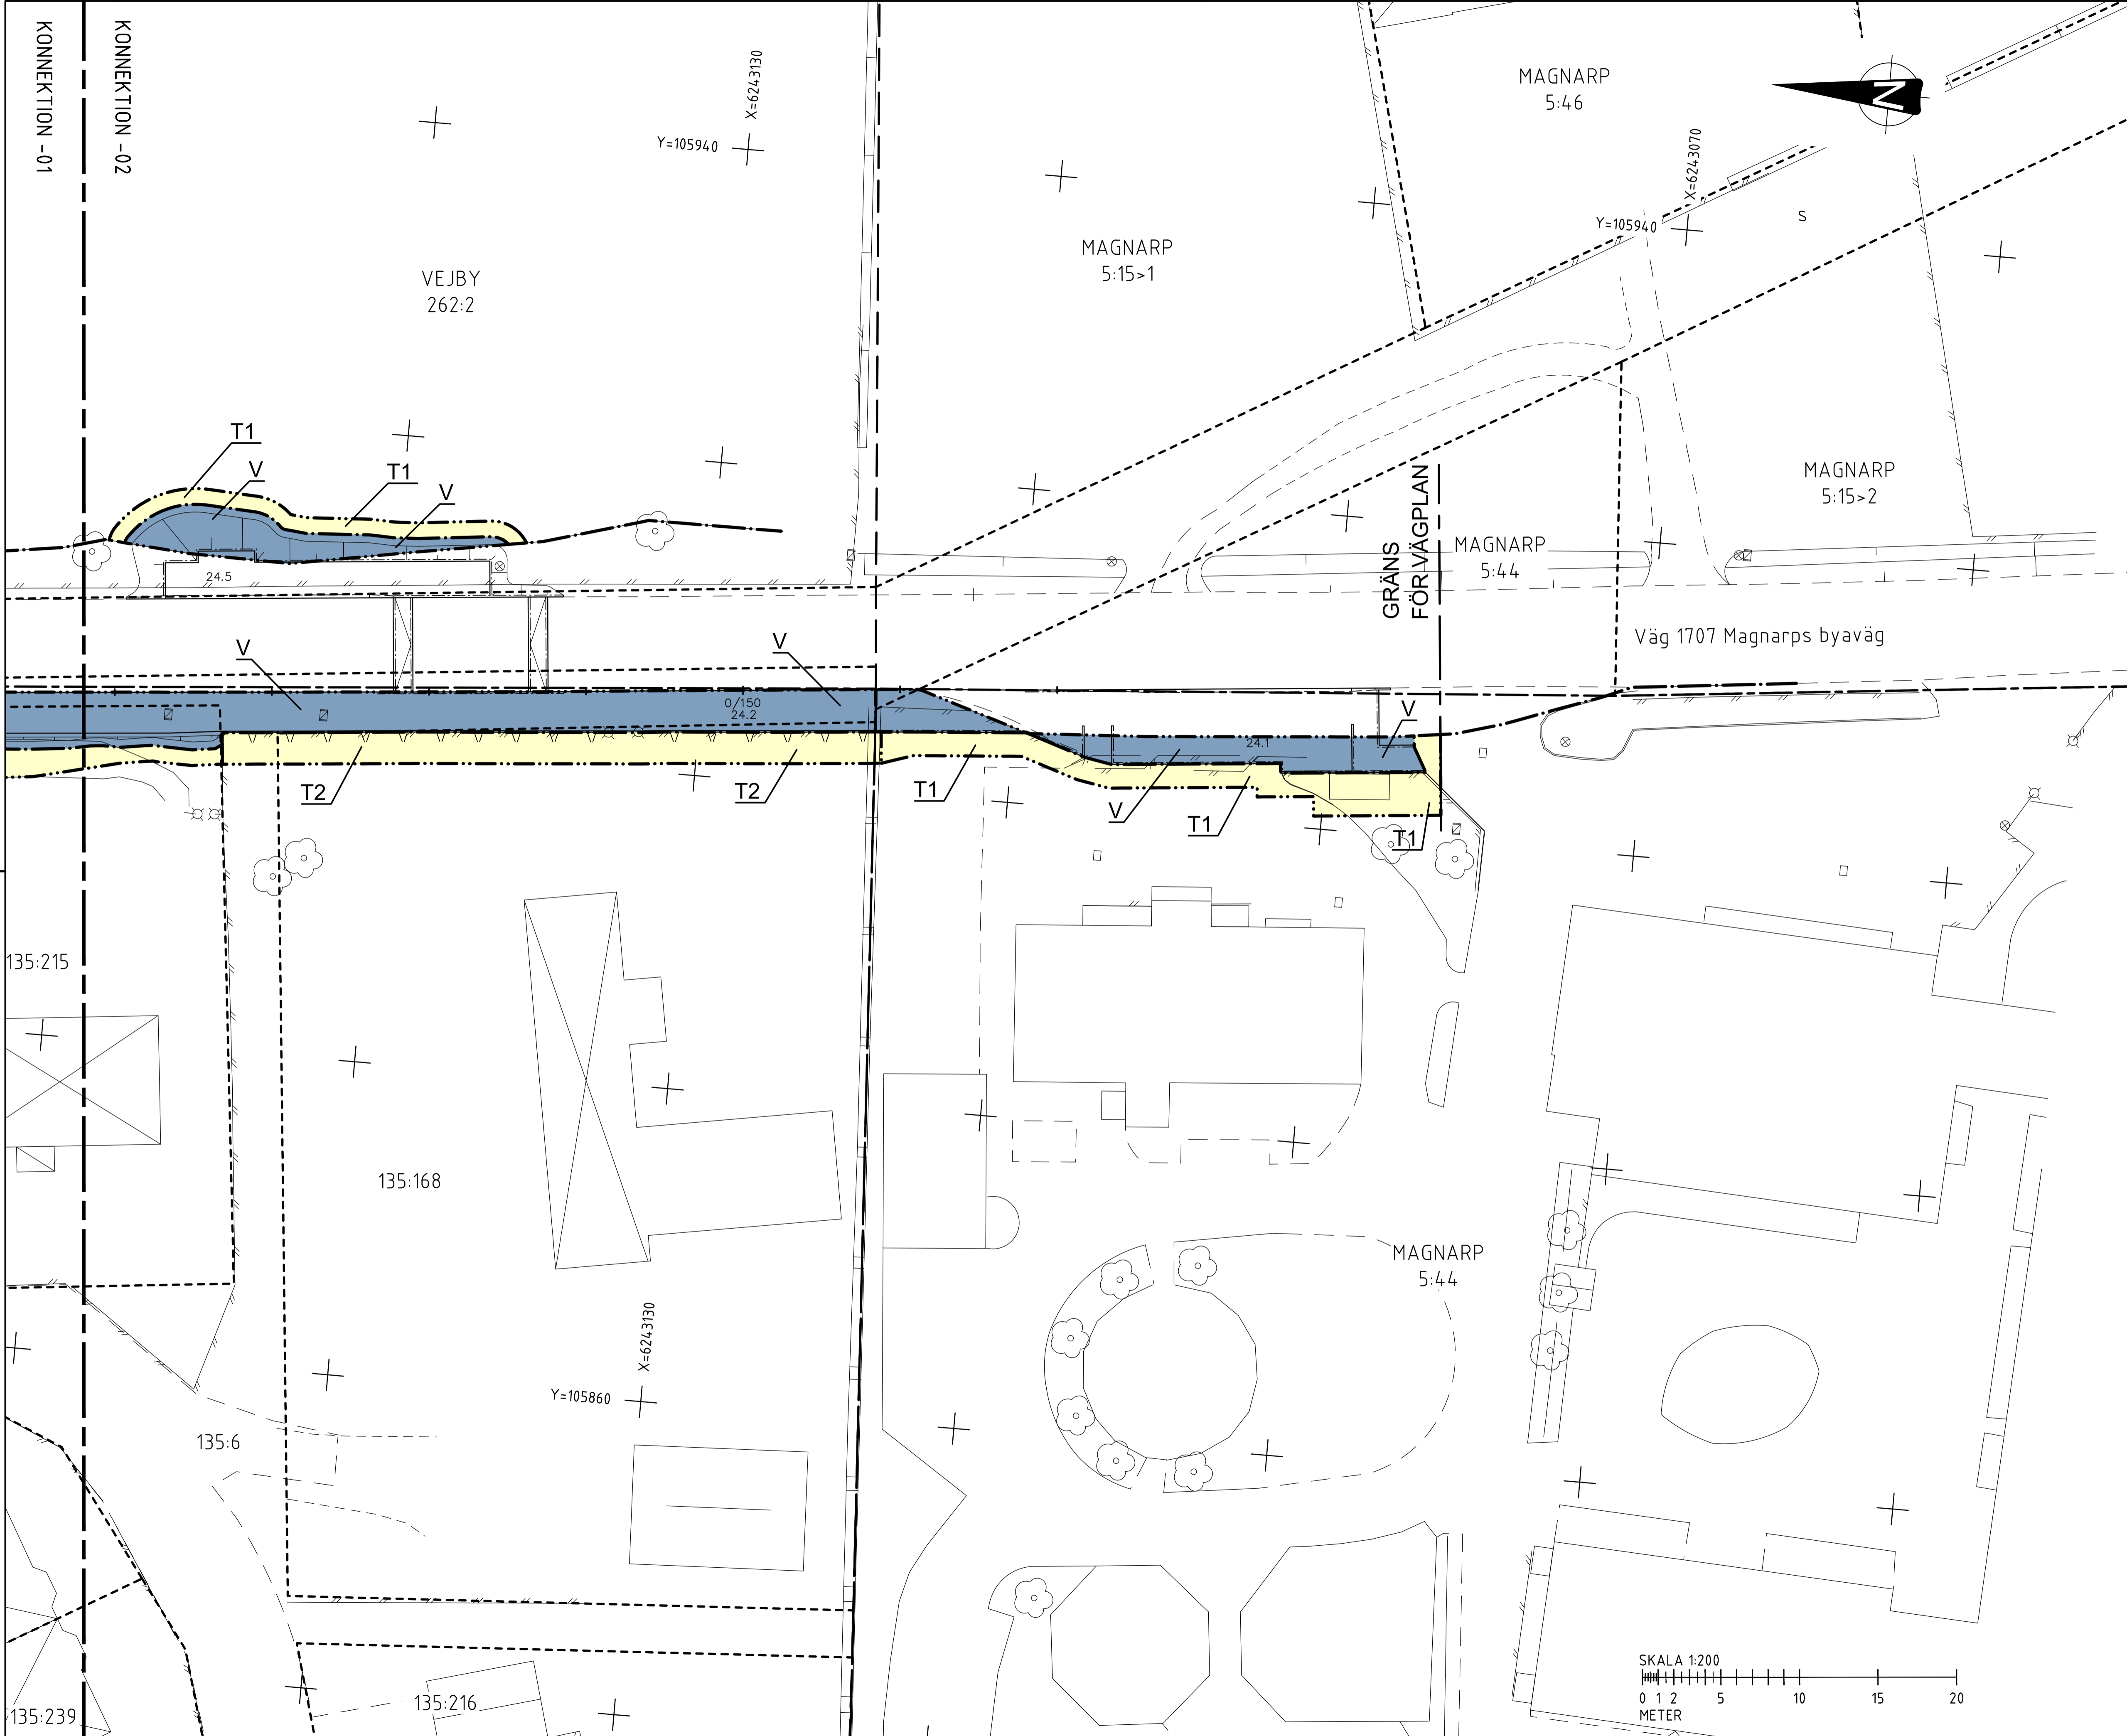 KONNEKTION -01
KONNEKTION -02
X=6243130
Y=105940
MAGNARP
5:46
N
X=6243070
Y=105940
S
VEJBY
262:2
MAGNARP
5:15>1
T1
V
T1
V
24.5
MAGNARP
5:15>2
MAGNARP
5:44
GRÄNS
FÖR VÄGPLAN
Väg 1707 Magnarps byaväg
V
V
0/150
24.2
V
24.1
T2
T2
T1
V
T1
T1
135:215
135:168
MAGNARP
5:44
X=6243130
Y=105860
135:6
135:216
135:239
SKALA 1:200
0 1 2 5 10 15 20
METER